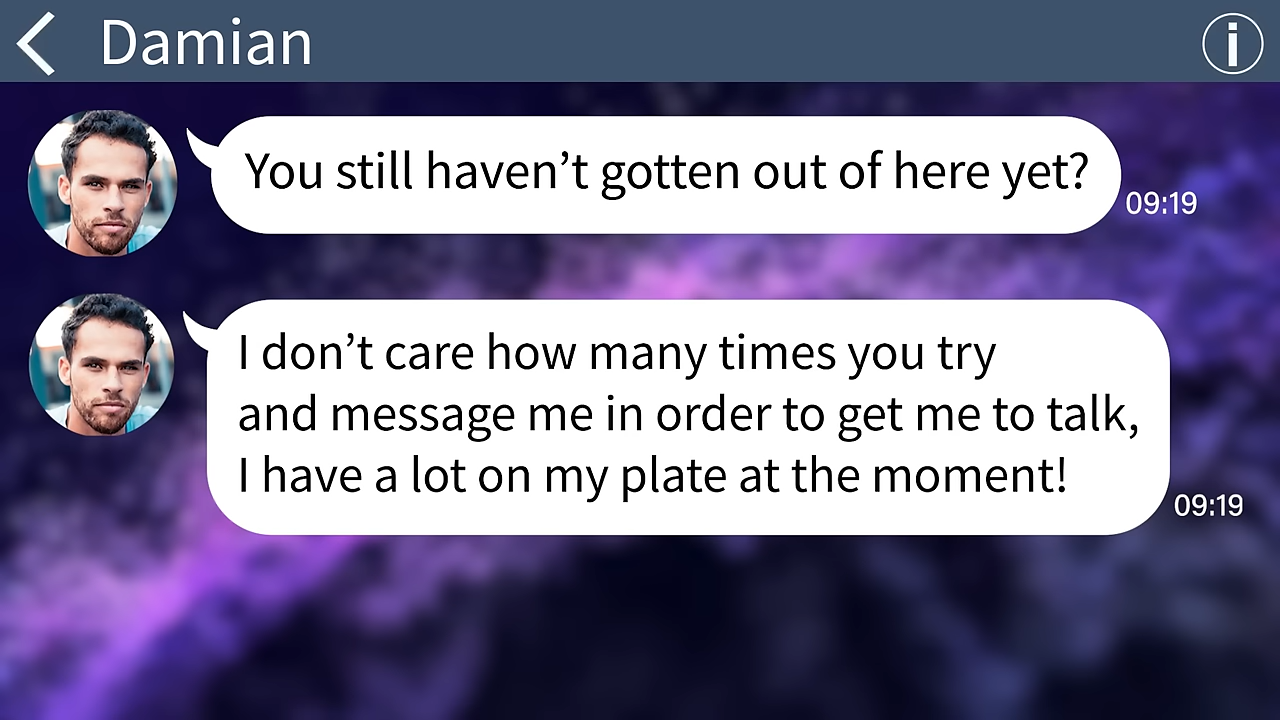 Damian
You still haven’t gotten out of here yet?
09:19
I don’t care how many times you try
and message me in order to get me to talk,
I have a lot on my plate at the moment!
09:19